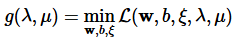 g(λ, μ) = min_{w,b,ξ} ℒ(w, b, ξ, λ, μ)